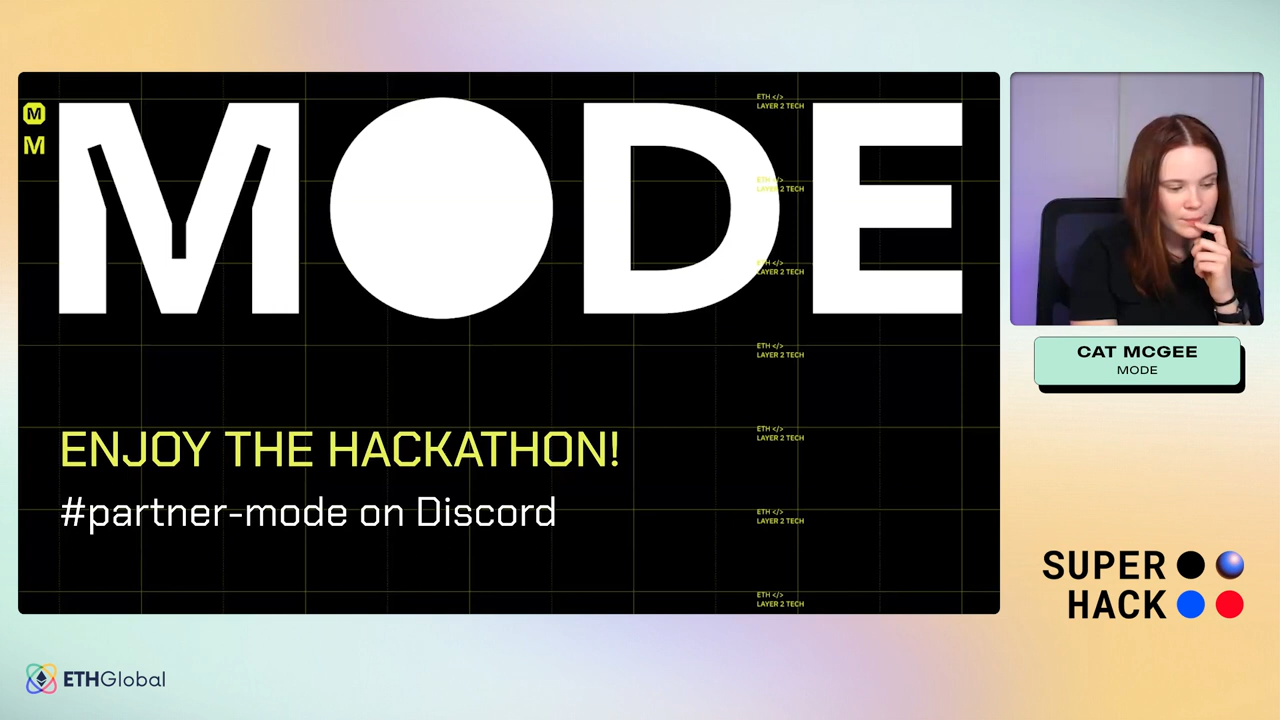 M
M
MODE
ETH </>
LAYER 2 TECH
ETH </>
LAYER 2 TECH
ETH </>
LAYER 2 TECH
ETH </>
LAYER 2 TECH
ETH </>
LAYER 2 TECH
ETH </>
LAYER 2 TECH
ETH </>
LAYER 2 TECH
ENJOY THE HACKATHON!
#partner-mode on Discord
CAT MCGEE
MODE
SUPER
HACK
ETHGlobal